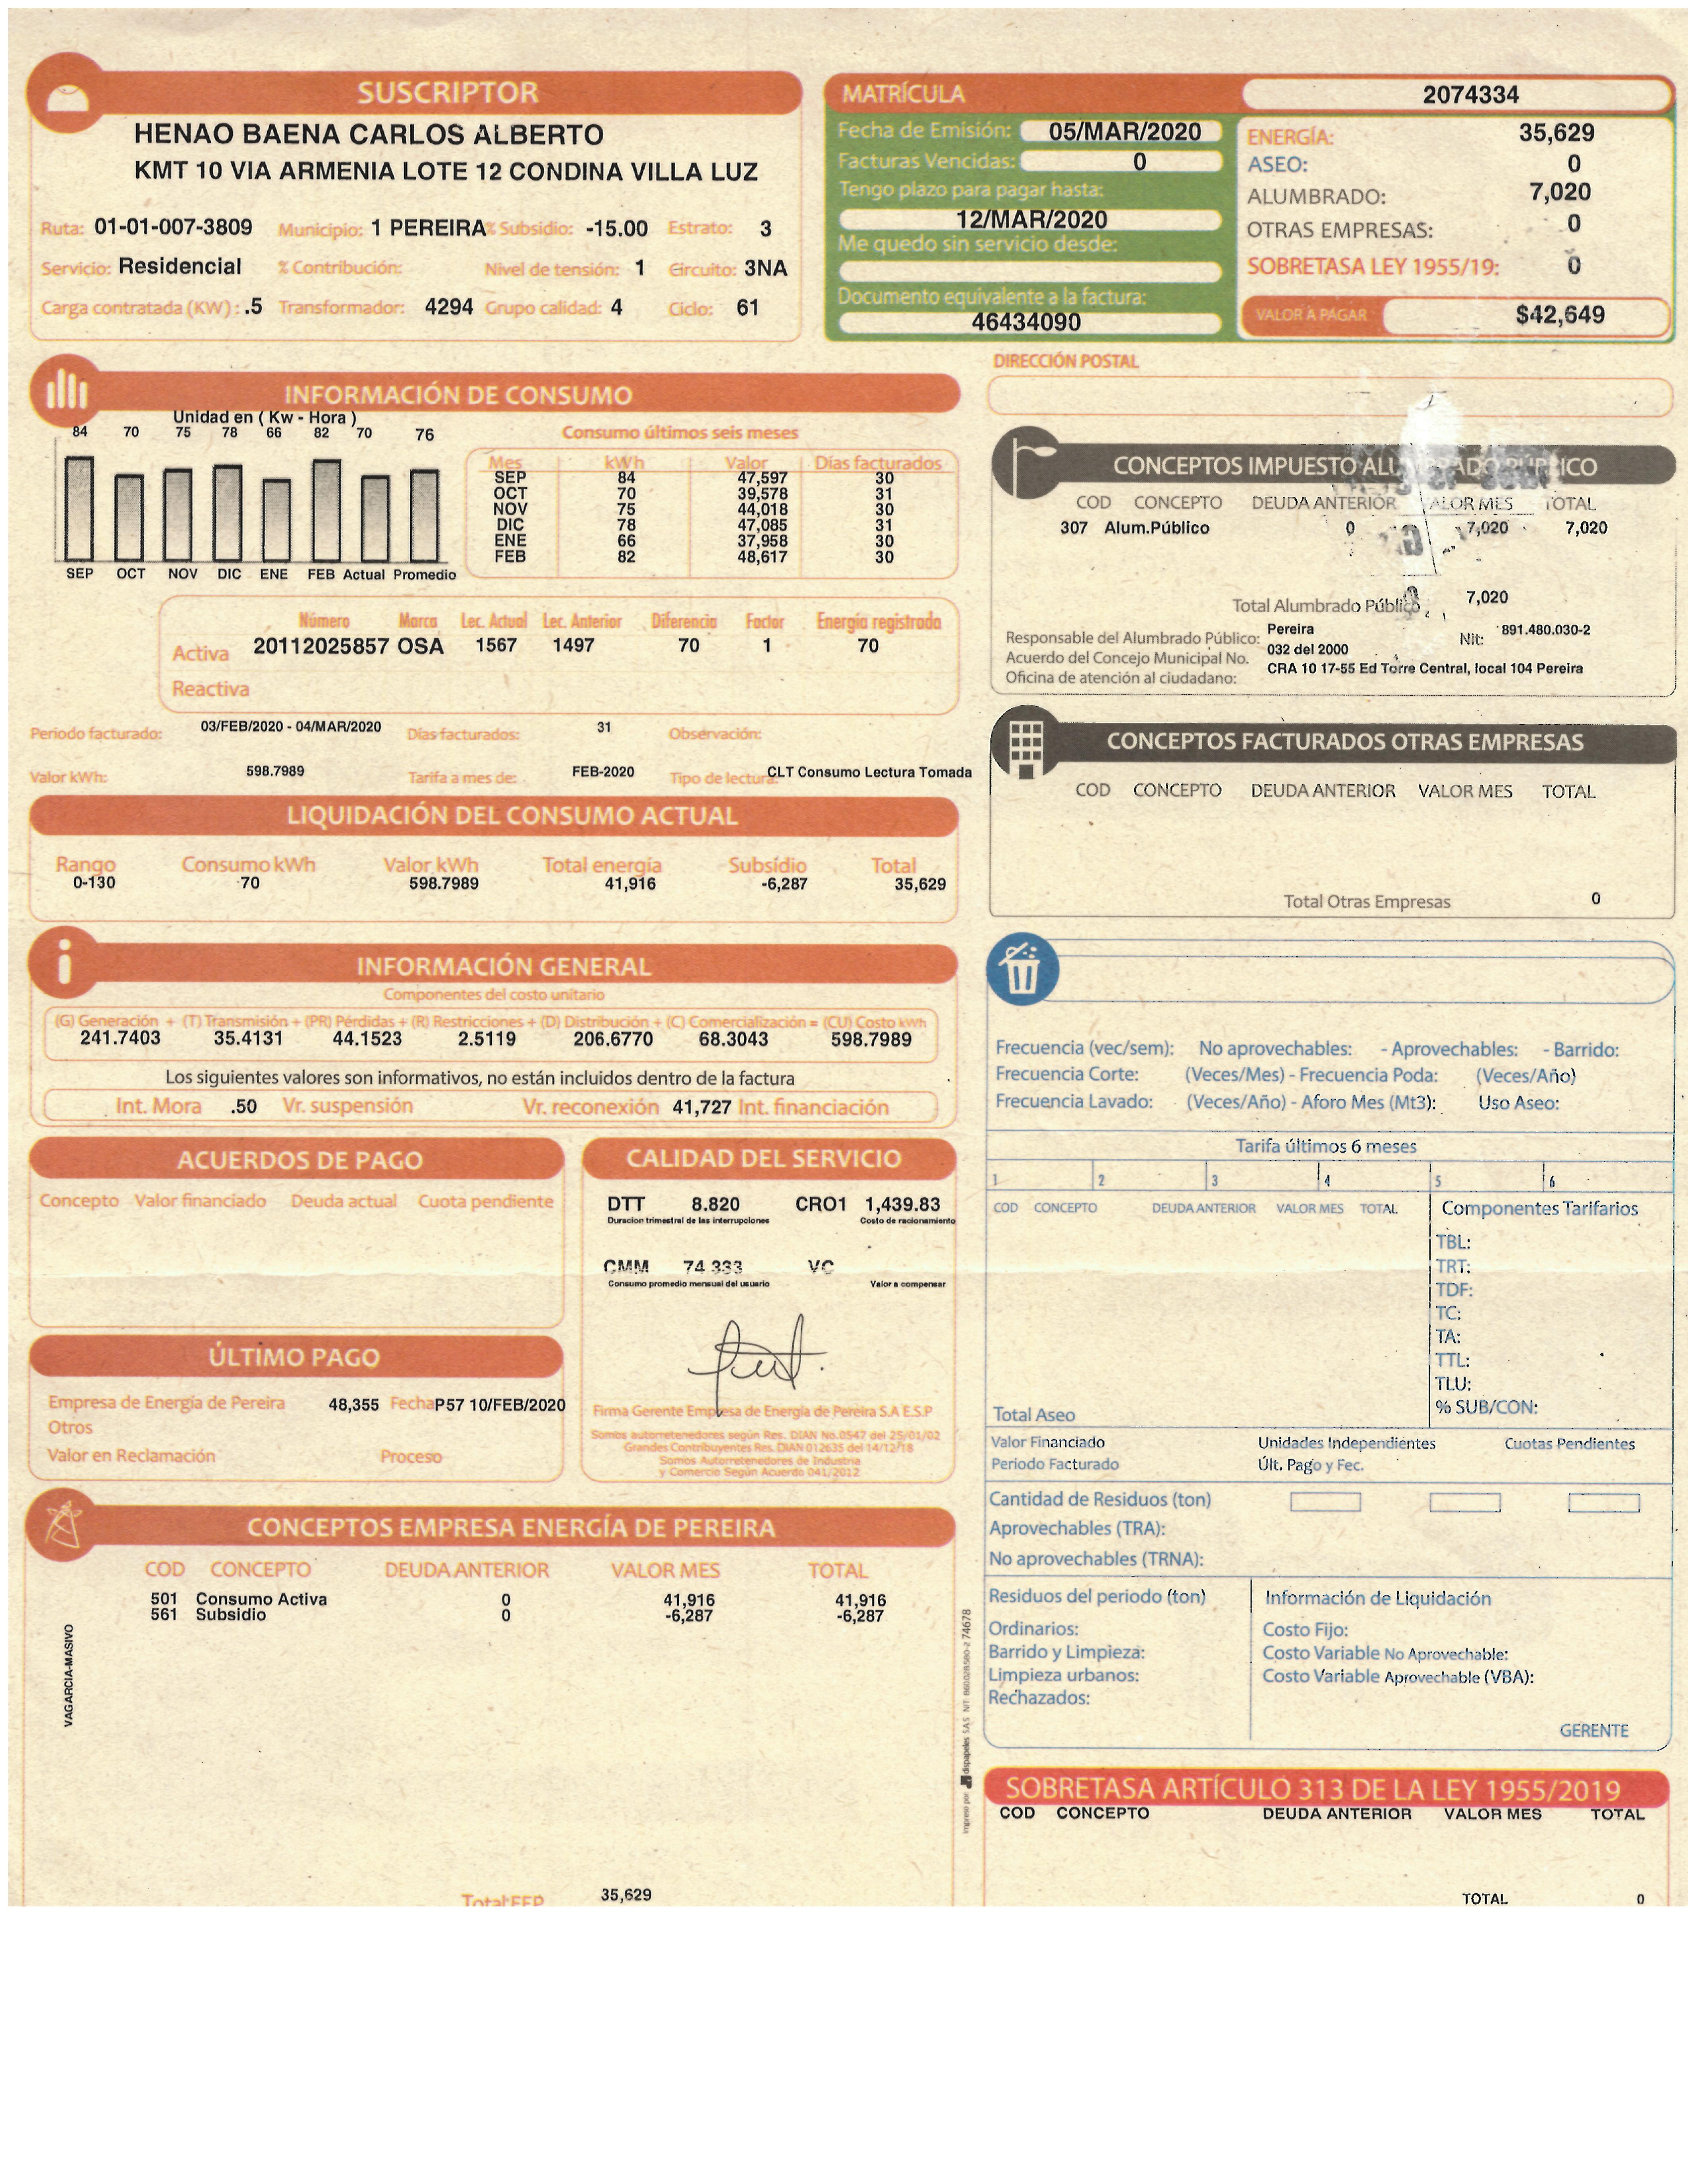 SUSCRIPTOR
HENAO BAENA CARLOS ALBERTO
KMT 10 VIA ARMENIA LOTE 12 CONDINA VILLA LUZ
Ruta: 01-01-007-3809 Municipio: 1 PEREIRA % Subsidio: -15.00 Estrato: 3
Servicio: Residencial % Contribución: Nivel de tensión: 1 Circuito: 3NA
Carga contratada (KW) : .5 Transformador: 4294 Grupo calidad: 4 Ciclo: 61
MATRÍCULA 2074334
Fecha de Emisión: 05/MAR/2020
Facturas Vencidas: 0
Tengo plazo para pagar hasta:
12/MAR/2020
Me quedo sin servicio desde:
Documento equivalente a la factura:
46434090
ENERGÍA: 35,629
ASEO: 0
ALUMBRADO: 7,020
OTRAS EMPRESAS: 0
SOBRETASA LEY 1955/19: 0
VALOR A PAGAR $42,649
DIRECCIÓN POSTAL
INFORMACIÓN DE CONSUMO
Unidad en ( Kw - Hora )
84 70 75 78 66 82 70 76
SEP OCT NOV DIC ENE FEB Actual Promedio
Consumo últimos seis meses
Mes kWh Valor Días facturados
SEP 84 47,597 30
OCT 70 39,578 31
NOV 75 44,018 30
DIC 78 47,085 31
ENE 66 37,958 30
FEB 82 48,617 30
Número Marca Lec. Actual Lec. Anterior Diferencia Factor Energía registrada
Activa 20112025857 OSA 1567 1497 70 1 70
Reactiva
Periodo facturado: 03/FEB/2020 - 04/MAR/2020 Días facturados: 31 Observación:
Valor kWh: 598.7989 Tarifa a mes de: FEB-2020 Tipo de lectura: CLT Consumo Lectura Tomada
LIQUIDACIÓN DEL CONSUMO ACTUAL
Rango Consumo kWh Valor kWh Total energía Subsidio Total
0-130 70 598.7989 41,916 -6,287 35,629
INFORMACIÓN GENERAL
Componentes del costo unitario
(G) Generación + (T) Transmisión + (PR) Pérdidas + (R) Restricciones + (D) Distribución + (C) Comercialización = (CU) Costo kWh
241.7403 35.4131 44.1523 2.5119 206.6770 68.3043 598.7989
Los siguientes valores son informativos, no están incluidos dentro de la factura
Int. Mora .50 Vr. suspensión Vr. reconexión 41,727 Int. financiación
ACUERDOS DE PAGO
Concepto Valor financiado Deuda actual Cuota pendiente
CALIDAD DEL SERVICIO
DTT 8.820 CRO1 1,439.83
Duracion trimestral de las interrupciones Costo de racionamiento
CMM 74.333 VC
Consumo promedio mensual del usuario Valor a compensar
Firma Gerente Empresa de Energía de Pereira S.A E.S.P
Somos autorretenedores según Res. DIAN No.0547 del 25/01/02
Grandes Contribuyentes Res. DIAN 012635 del 14/12/18
Somos Autorretenedores de Industria
y Comercio Según Acuerdo 041/2012
ÚLTIMO PAGO
Empresa de Energía de Pereira 48,355 Fecha P57 10/FEB/2020
Otros
Valor en Reclamación Proceso
CONCEPTOS EMPRESA ENERGÍA DE PEREIRA
COD CONCEPTO DEUDA ANTERIOR VALOR MES TOTAL
501 Consumo Activa 0 41,916 41,916
561 Subsidio 0 -6,287 -6,287
VAGARCIA-MASIVO
Total EEP 35,629
Impreso por: dispapeles S.A.S NIT: 860.028.580-2 74678
CONCEPTOS IMPUESTO ALUMBRADO PÚBLICO
COD CONCEPTO DEUDA ANTERIOR VALOR MES TOTAL
307 Alum.Público 0 7,020 7,020
Total Alumbrado Público 7,020
Responsable del Alumbrado Público: Pereira Nit: 891.480.030-2
Acuerdo del Concejo Municipal No. 032 del 2000
Oficina de atención al ciudadano: CRA 10 17-55 Ed Torre Central, local 104 Pereira
CONCEPTOS FACTURADOS OTRAS EMPRESAS
COD CONCEPTO DEUDA ANTERIOR VALOR MES TOTAL
Total Otras Empresas 0
Frecuencia (vec/sem): No aprovechables: - Aprovechables: - Barrido:
Frecuencia Corte: (Veces/Mes) - Frecuencia Poda: (Veces/Año)
Frecuencia Lavado: (Veces/Año) - Aforo Mes (Mt3): Uso Aseo:
Tarifa últimos 6 meses
1 2 3 4 5 6
COD CONCEPTO DEUDA ANTERIOR VALOR MES TOTAL Componentes Tarifarios
TBL:
TRT:
TDF:
TC:
TA:
TTL:
TLU:
% SUB/CON:
Total Aseo
Valor Financiado Unidades Independientes Cuotas Pendientes
Periodo Facturado Últ. Pago y Fec.
Cantidad de Residuos (ton)
Aprovechables (TRA):
No aprovechables (TRNA):
Residuos del periodo (ton) Información de Liquidación
Ordinarios: Costo Fijo:
Barrido y Limpieza: Costo Variable No Aprovechable:
Limpieza urbanos: Costo Variable Aprovechable (VBA):
Rechazados:
GERENTE
SOBRETASA ARTÍCULO 313 DE LA LEY 1955/2019
COD CONCEPTO DEUDA ANTERIOR VALOR MES TOTAL
TOTAL 0